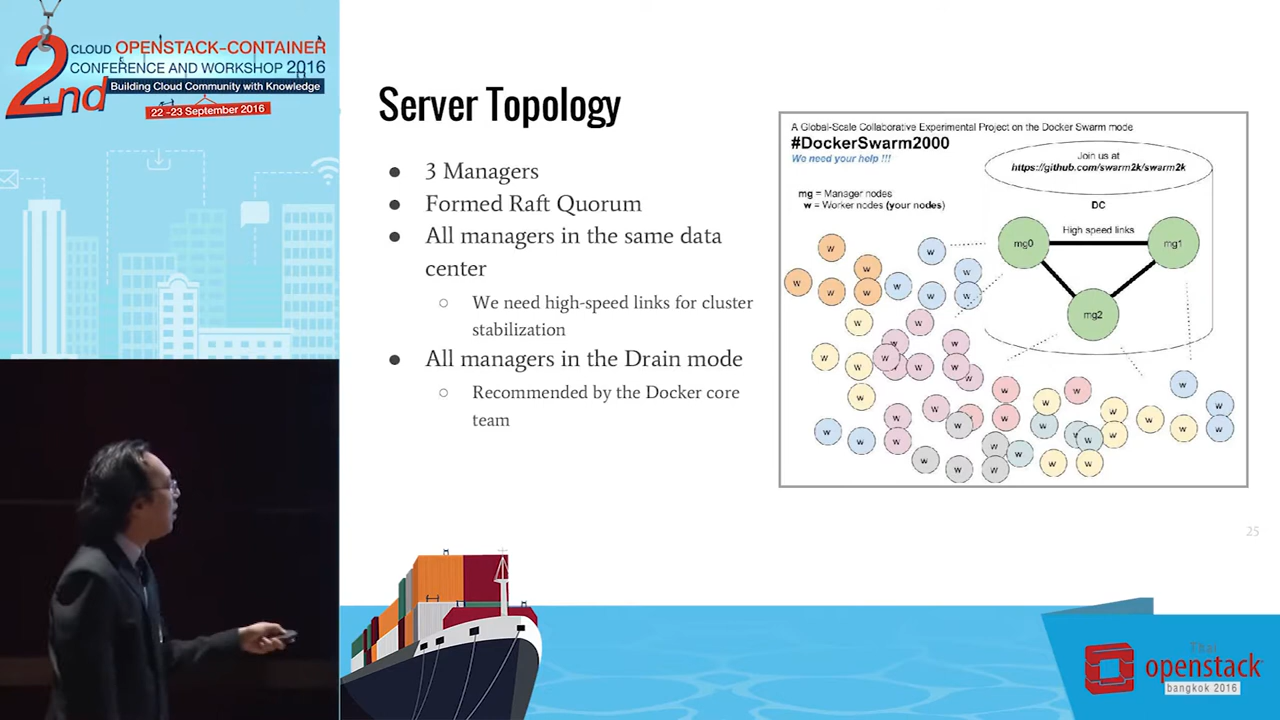 2nd
CLOUD OPENSTACK-CONTAINER
CONFERENCE AND WORKSHOP 2016
Building Cloud Community with Knowledge
22 -23 September 2016
Server Topology
● 3 Managers
● Formed Raft Quorum
● All managers in the same data
center
○ We need high-speed links for cluster
stabilization
● All managers in the Drain mode
○ Recommended by the Docker core
team
A Global-Scale Collaborative Experimental Project on the Docker Swarm mode
#DockerSwarm2000
We need your help !!!
Join us at
https://github.com/swarm2k/swarm2k
mg = Manager nodes
w = Worker nodes (your nodes)
DC
High speed links
mg0
mg1
mg2
w w w w w
w w w w w
w w w w w
w w w w w
w w w w w
w w w w w
w w w w w
w w w w w
w w w w w
w w w w w
25
Thai
openstack
bangkok 2016